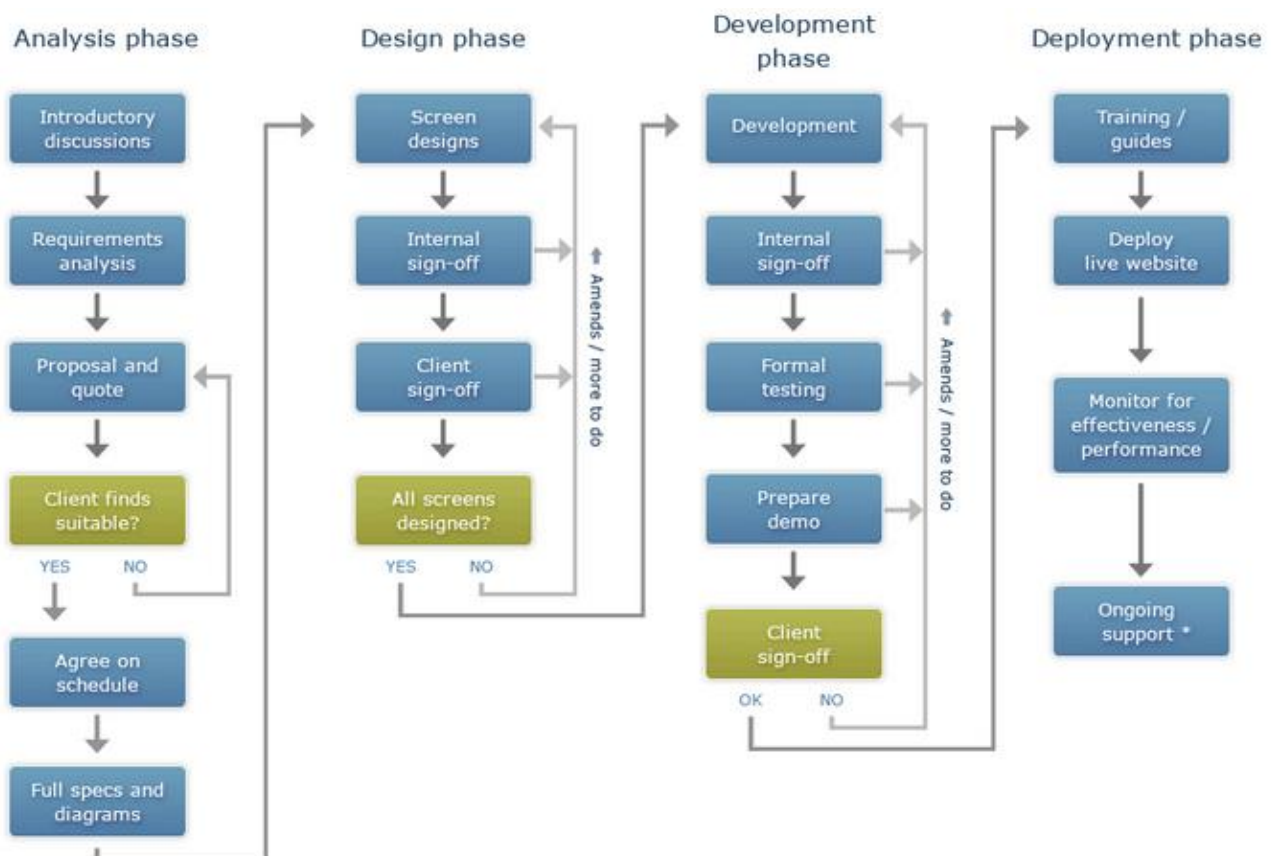 Analysis phase
Introductory
discussions
Requirements
analysis
Proposal and
quote
Client finds
suitable?
YES
NO
Agree on
schedule
Full specs and
diagrams
Design phase
Screen
designs
Internal
sign-off
Client
sign-off
All screens
designed?
YES
NO
Amends / more to do
Development
phase
Development
Internal
sign-off
Formal
testing
Prepare
demo
Client
sign-off
OK
NO
Amends / more to do
Deployment phase
Training /
guides
Deploy
live website
Monitor for
effectiveness /
performance
Ongoing
support *